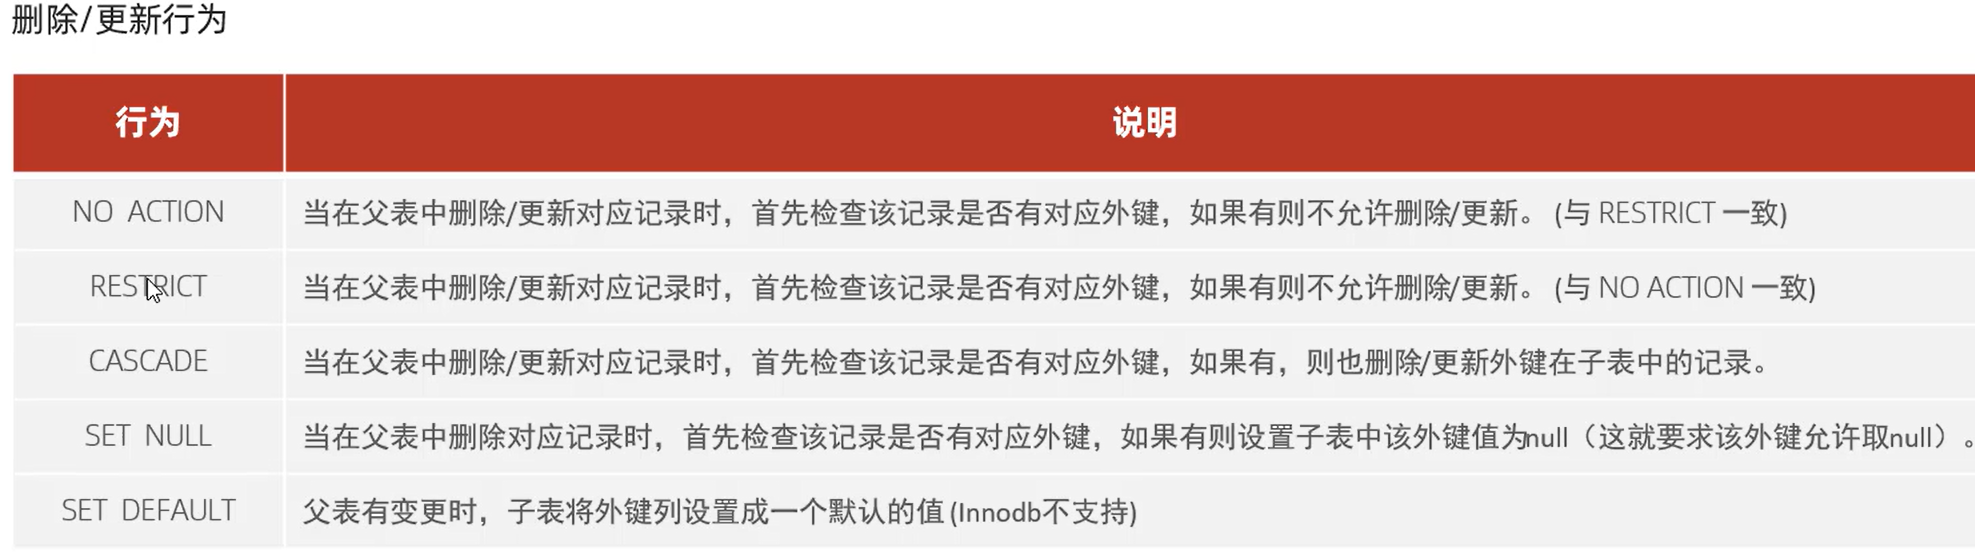 删除/更新行为
行为 说明
NO ACTION 当在父表中删除/更新对应记录时，首先检查该记录是否有对应外键，如果有则不允许删除/更新。 (与 RESTRICT 一致)
RESTRICT 当在父表中删除/更新对应记录时，首先检查该记录是否有对应外键，如果有则不允许删除/更新。 (与 NO ACTION 一致)
CASCADE 当在父表中删除/更新对应记录时，首先检查该记录是否有对应外键，如果有，则也删除/更新外键在子表中的记录。
SET NULL 当在父表中删除对应记录时，首先检查该记录是否有对应外键，如果有则设置子表中该外键值为null（这就要求该外键允许取null）。
SET DEFAULT 父表有变更时，子表将外键列设置成一个默认的值 (Innodb不支持)